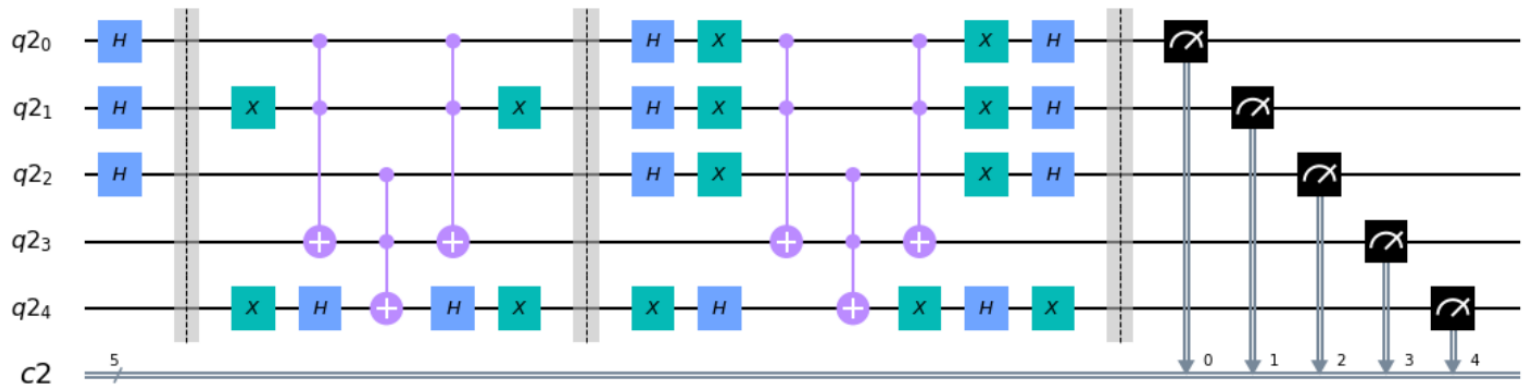 q2₀ H H X X H
q2₁ H X X H X X H
q2₂ H H X X H
q2₃
q2₄ X H H X X H X H X
c2 5 0 1 2 3 4